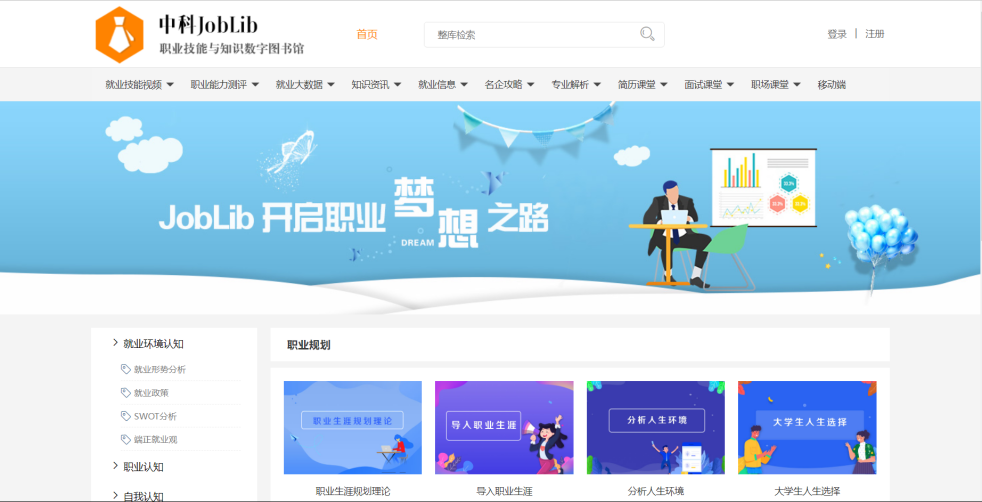 中科JobLib
职业技能与知识数字图书馆
首页
整库检索
登录 | 注册
就业技能视频 职业能力测评 就业大数据 知识资讯 就业信息 名企攻略 专业解析 简历课堂 面试课堂 职场课堂 移动端
JobLib 开启职业梦想之路
DREAM
就业环境认知
就业形势分析
就业政策
SWOT分析
端正就业观
职业认知
自我认知
职业规划
职业生涯规划理论
导入职业生涯
分析人生环境
大学生人生选择
职业生涯规划理论
导入职业生涯
分析人生环境
大学生人生选择